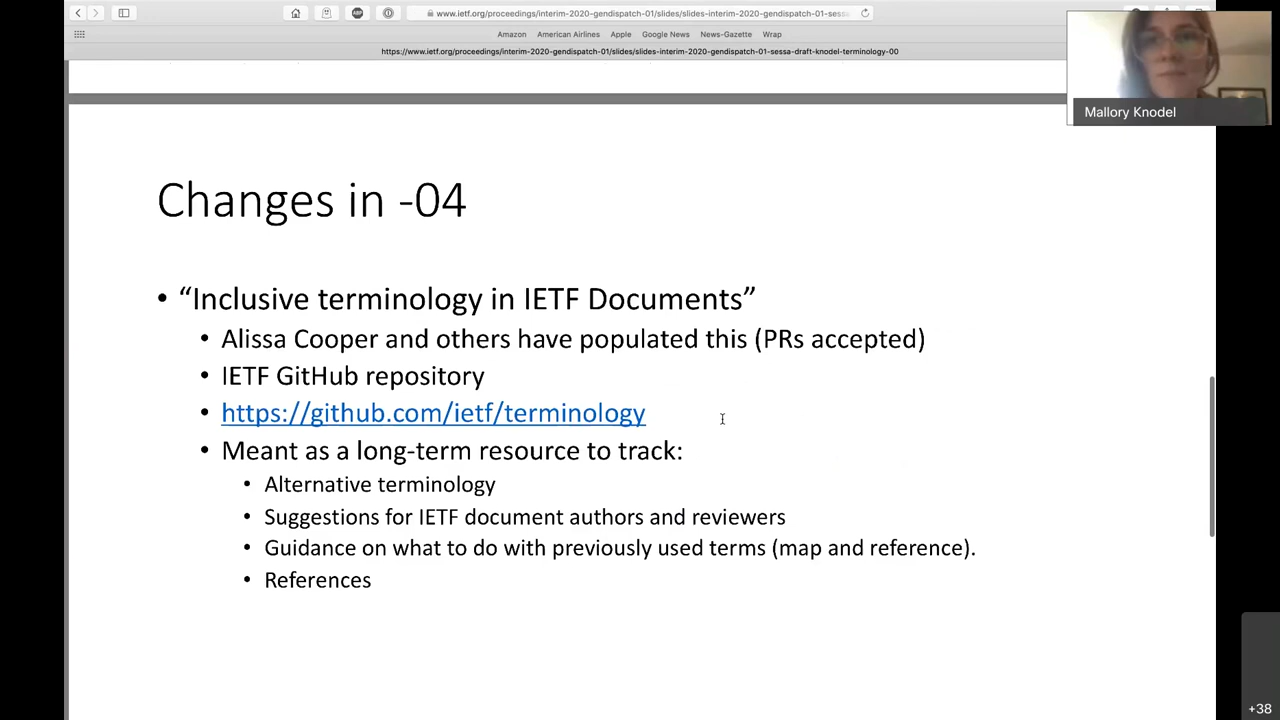 www.ietf.org/proceedings/interim-2020-gendispatch-01/slides/slides-interim-2020-gendispatch-01-sess
Amazon American Airlines Apple Google News News-Gazette Wrap
https://www.ietf.org/proceedings/interim-2020-gendispatch-01/slides/slides-interim-2020-gendispatch-01-sessa-draft-knodel-terminology-00
Mallory Knodel
Changes in -04
• “Inclusive terminology in IETF Documents”
• Alissa Cooper and others have populated this (PRs accepted)
• IETF GitHub repository
• https://github.com/ietf/terminology
• Meant as a long-term resource to track:
• Alternative terminology
• Suggestions for IETF document authors and reviewers
• Guidance on what to do with previously used terms (map and reference).
• References
+38